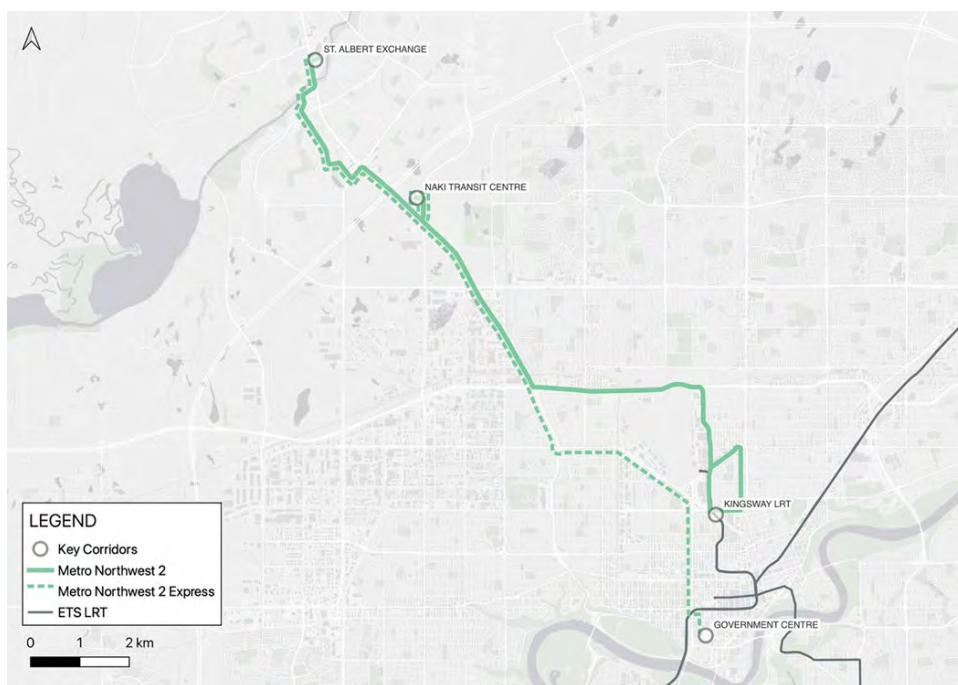 ST. ALBERT EXCHANGE
NAKI TRANSIT CENTRE
KINGSWAY LRT
GOVERNMENT CENTRE
LEGEND
Key Corridors
Metro Northwest 2
Metro Northwest 2 Express
ETS LRT
0 1 2 km